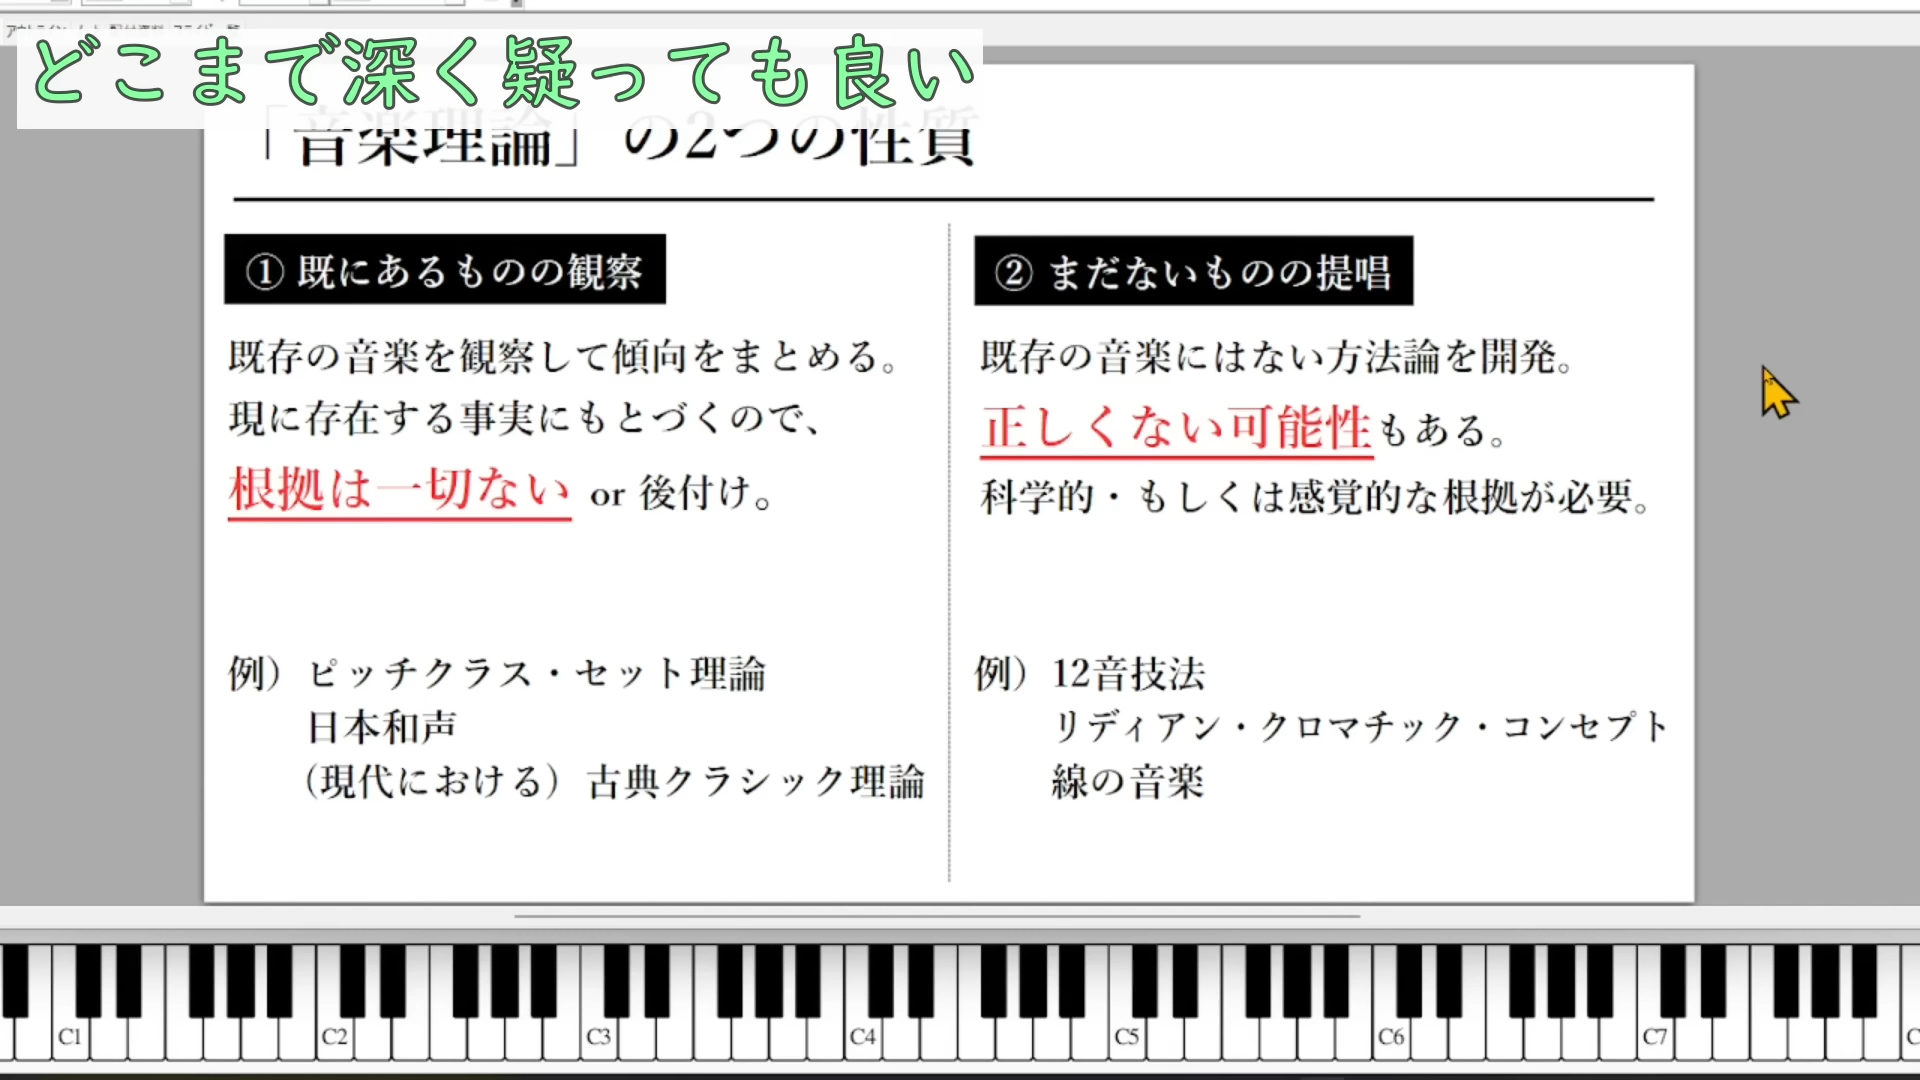 どこまで深く疑っても良い
「音楽理論」の2つの性質
① 既にあるものの観察
既存の音楽を観察して傾向をまとめる。
現に存在する事実にもとづくので、
根拠は一切ない or 後付け。
例）ピッチクラス・セット理論
日本和声
（現代における）古典クラシック理論
② まだないものの提唱
既存の音楽にはない方法論を開発。
正しくない可能性もある。
科学的・もしくは感覚的な根拠が必要。
例）12音技法
リディアン・クロマチック・コンセプト
線の音楽
C1 C2 C3 C4 C5 C6 C7 C